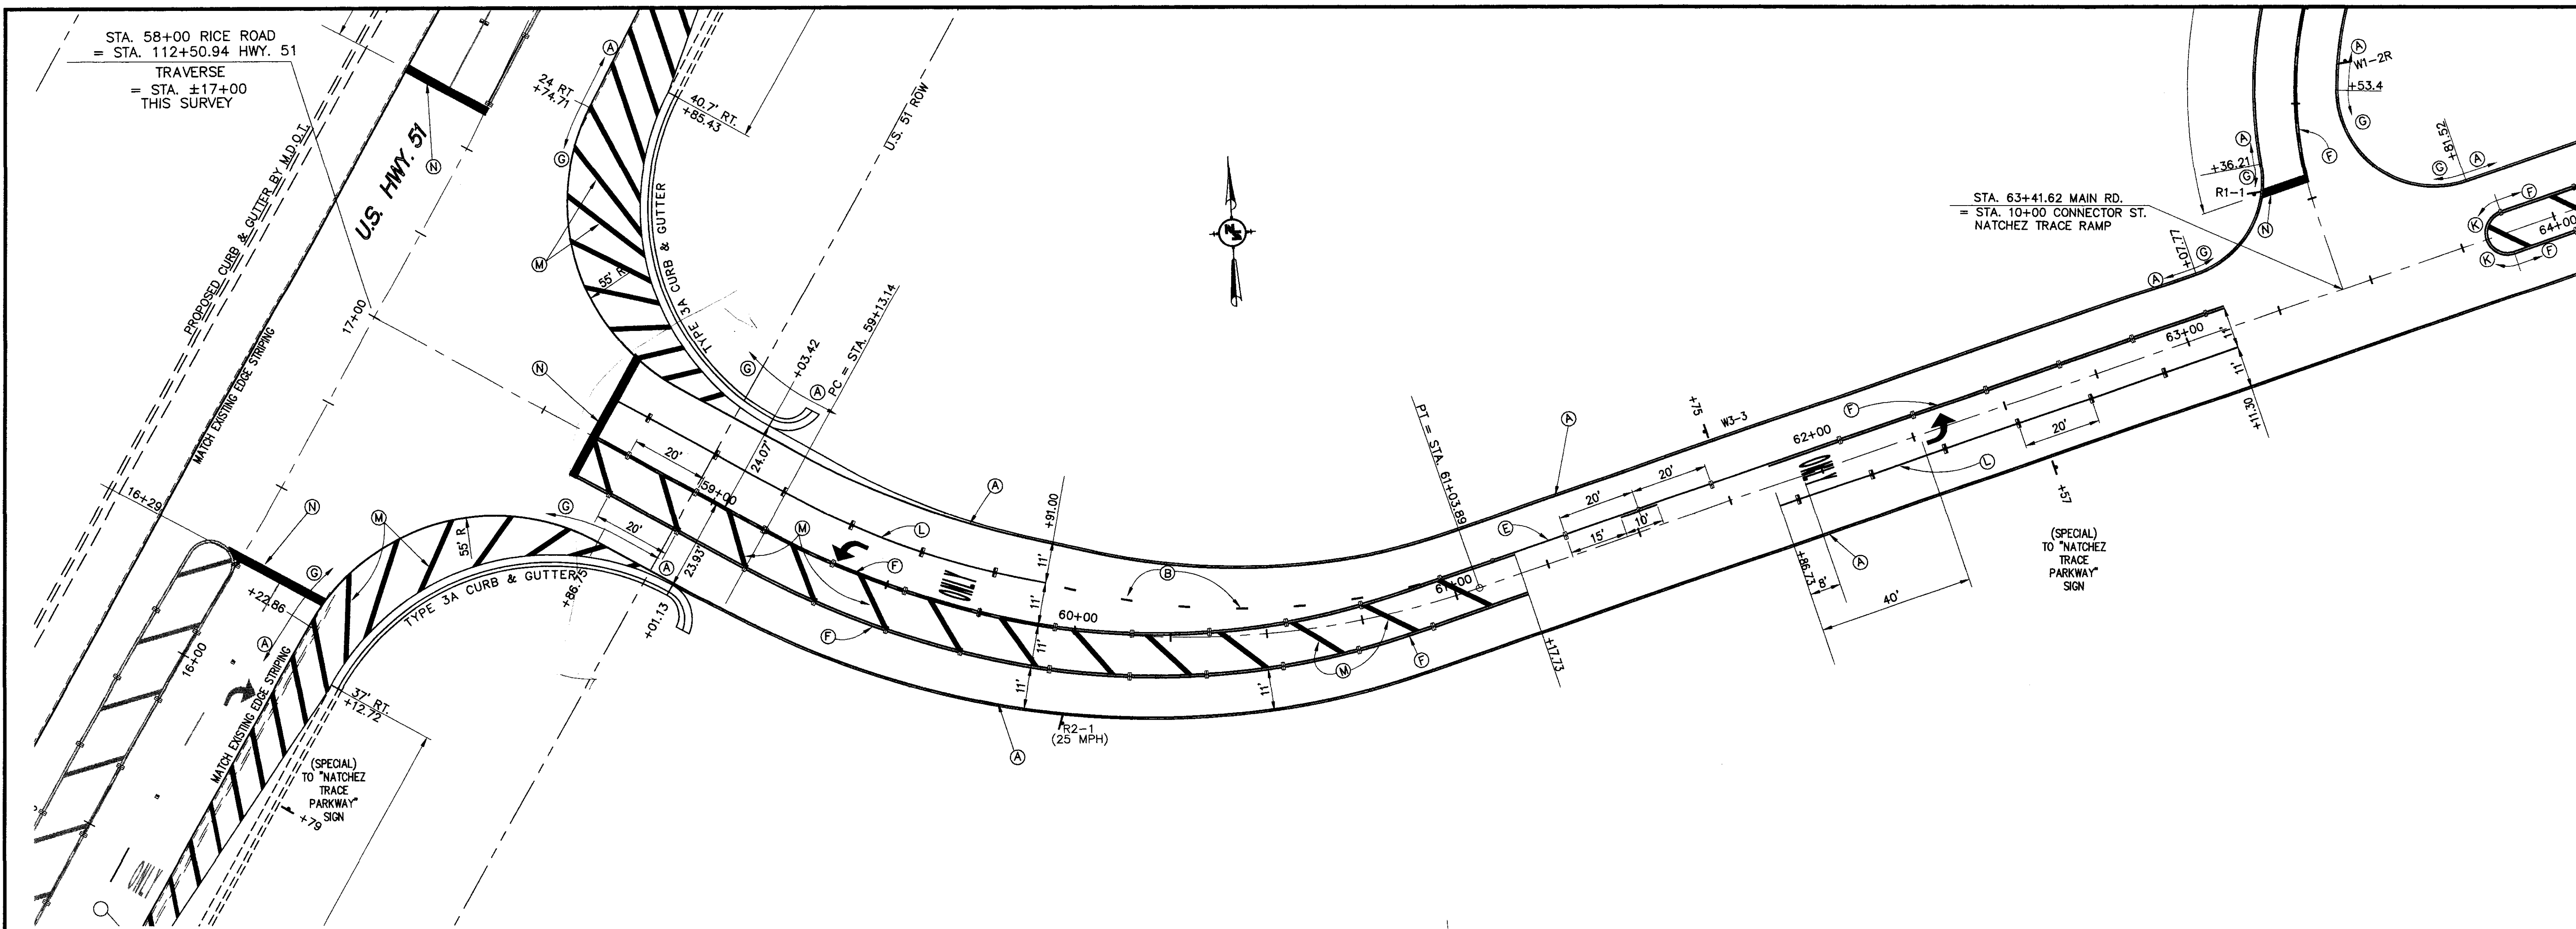 STA. 58+00 RICE ROAD
= STA. 112+50.94 HWY. 51
TRAVERSE
= STA. ±17+00
THIS SURVEY
PROPOSED CURB & GUTTER BY M.D.O.T.
MATCH EXISTING EDGE STRIPING
U.S. HWY. 51
N
17+00
A
24 RT
+74.71
G
40.7' RT.
+85.43
U.S. 51 ROW
M
55' R
TYPE 3A CURB & GUTTER
N
G
+03.42
A
PC = STA. 59+13.14
20'
59+00
24.07'
16+29
N
M
55' R
G
20'
A
23.93'
M
L
F
ONLY
A
+91.00
11'
11'
11'
11'
11'
60+00
B
G
+22.86
TYPE 3A CURB & GUTTER
+86.75
+01.13
F
A
16+00
MATCH EXISTING EDGE STRIPING
37' RT.
+12.72
(SPECIAL)
TO "NATCHEZ
TRACE
PARKWAY"
SIGN
+79
ONLY
R2-1
(25 MPH)
A
N
PT = STA. 61+03.89
61+00
M
F
+17.73
E
20'
20'
15'
10'
A
+75
W3-3
62+00
F
ONLY
L
20'
63+00
11'
11'
+11.30
+86.73
8'
A
40'
+57
(SPECIAL)
TO "NATCHEZ
TRACE
PARKWAY"
SIGN
STA. 63+41.62 MAIN RD.
= STA. 10+00 CONNECTOR ST.
NATCHEZ TRACE RAMP
A
+36.21
G
R1-1
N
F
+07.77
G
A
A
W1-2R
+53.4
G
+81.52
G
A
F
K
64+00
K
F